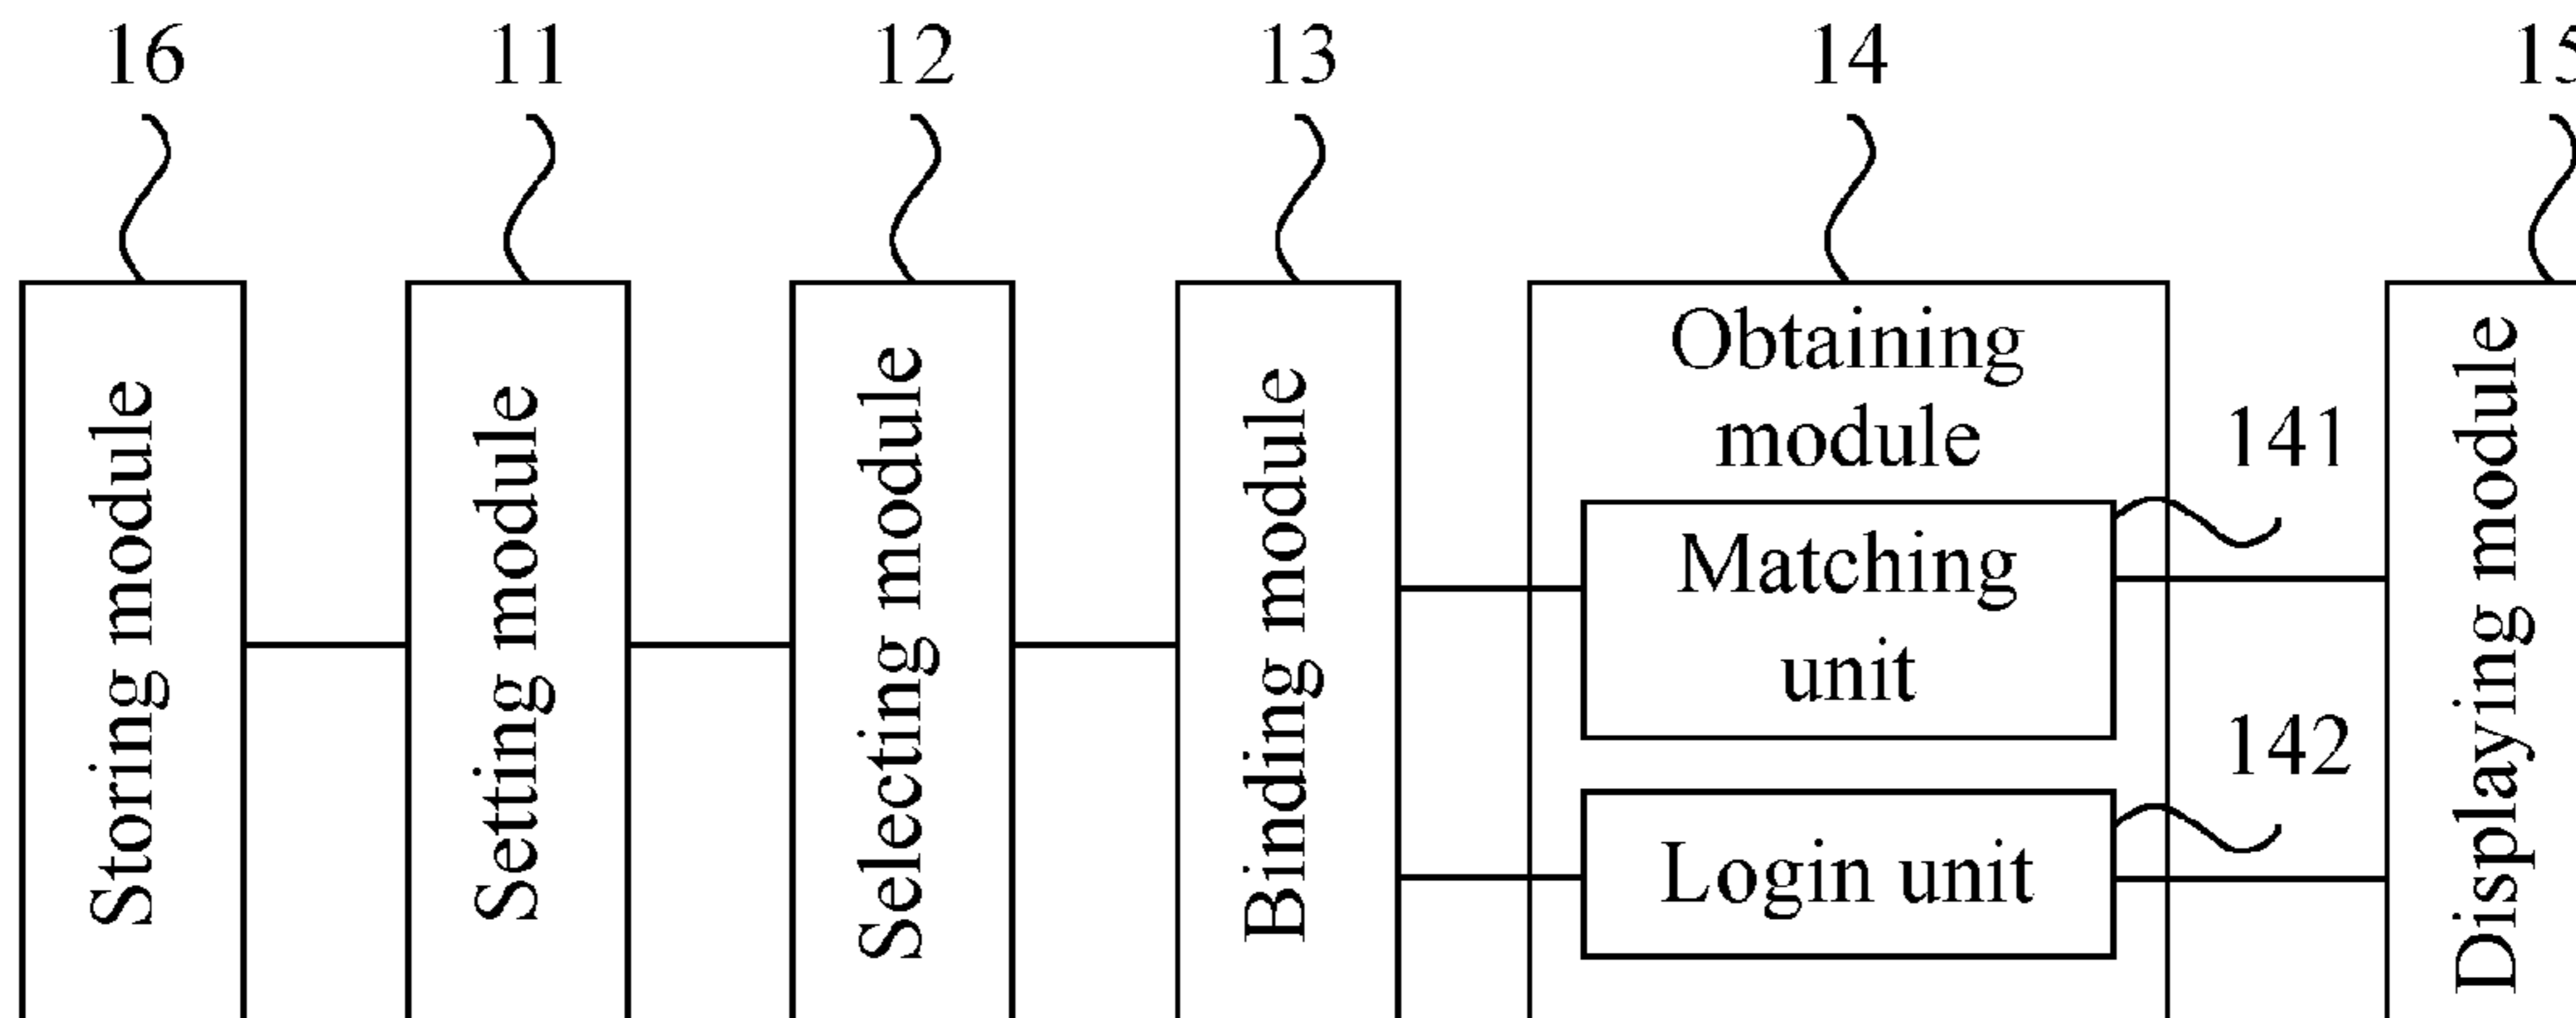 16
11
12
13
14
15
Storing module
Setting module
Selecting module
Binding module
Obtaining
module
141
Matching
unit
142
Login unit
Displaying module